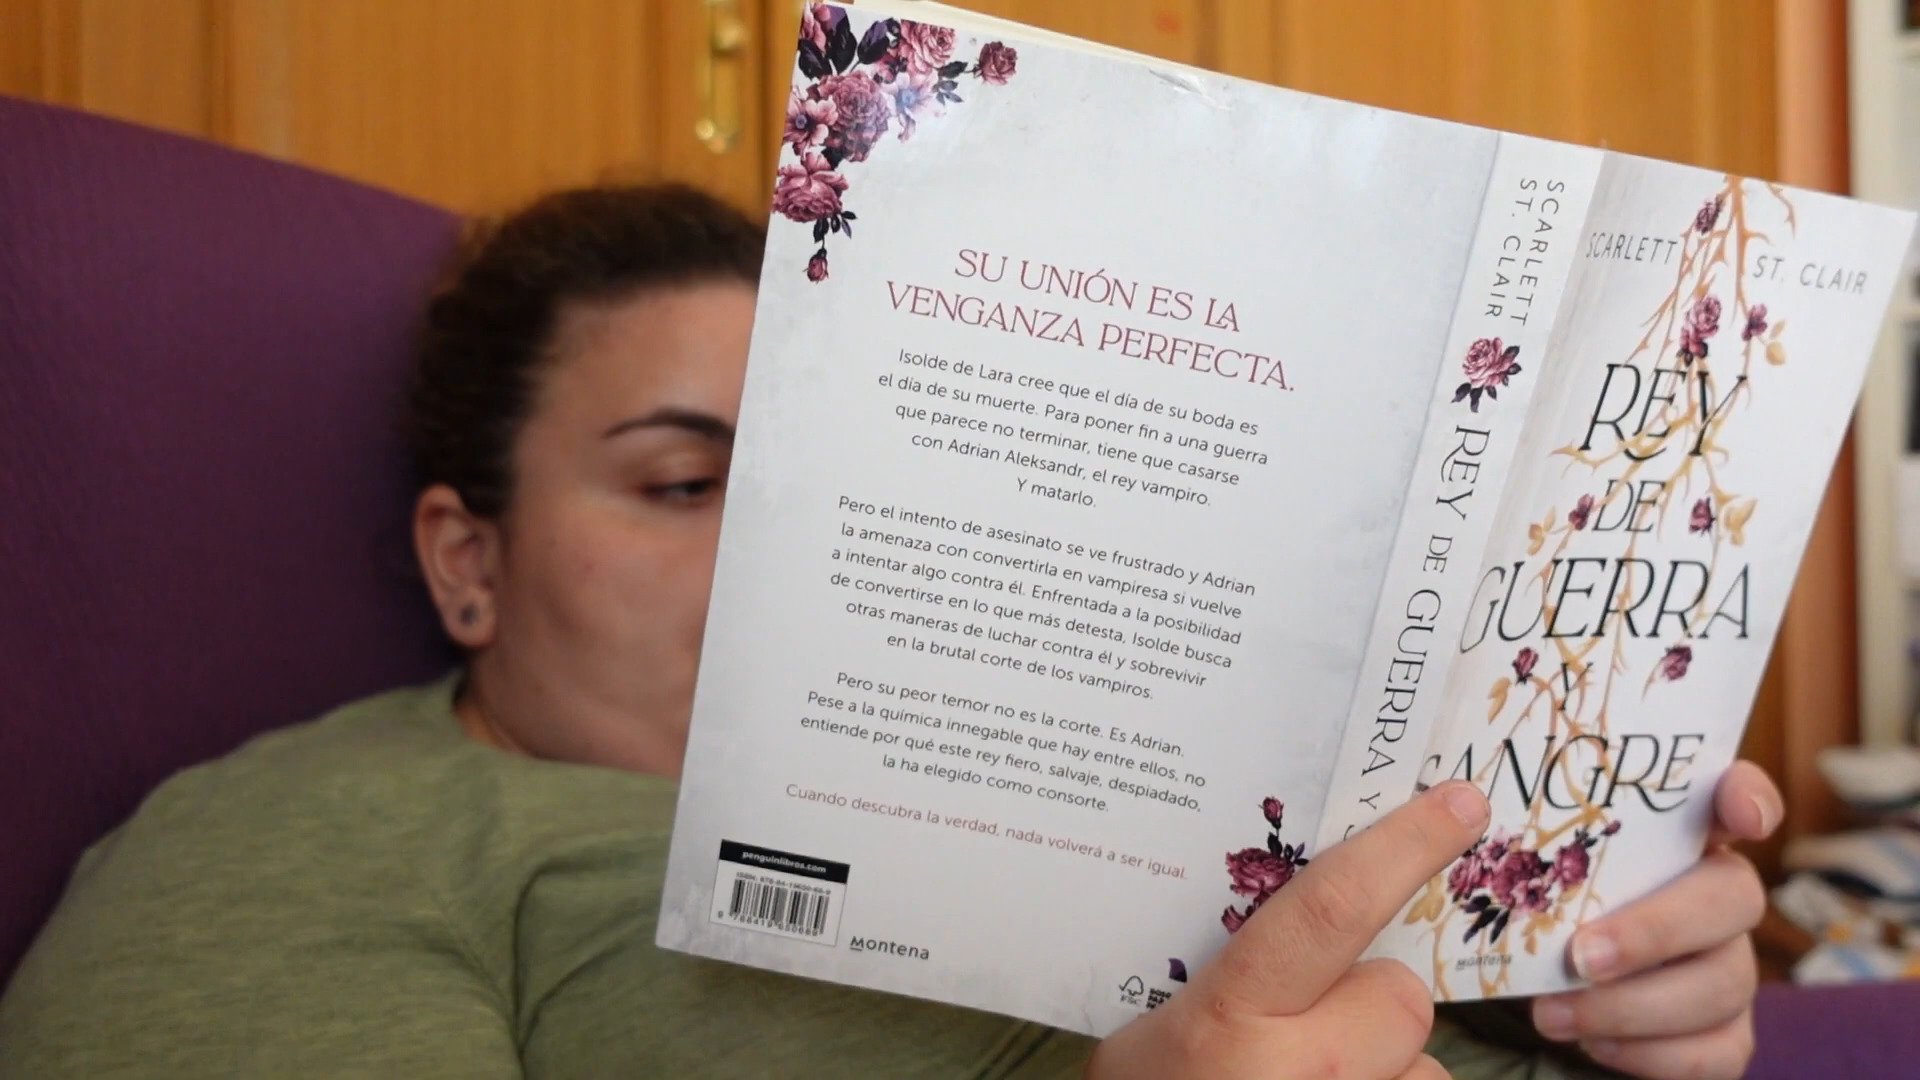 SU UNIÓN ES LA
VENGANZA PERFECTA.
Isolde de Lara cree que el día de su boda es
el día de su muerte. Para poner fin a una guerra
que parece no terminar, tiene que casarse
con Adrian Aleksandr, el rey vampiro.
Y matarlo.
Pero el intento de asesinato se ve frustrado y Adrian
la amenaza con convertirla en vampiresa si vuelve
a intentar algo contra él. Enfrentada a la posibilidad
de convertirse en lo que más detesta, Isolde busca
otras maneras de luchar contra él y sobrevivir
en la brutal corte de los vampiros.
Pero su peor temor no es la corte. Es Adrian.
Pese a la química innegable que hay entre ellos, no
entiende por qué este rey fiero, salvaje, despiadado,
la ha elegido como consorte.
Cuando descubra la verdad, nada volverá a ser igual.
penguinlibros.com
Montena
FSC
SCARLETT
ST. CLAIR
REY DE GUERRA Y
SCARLETT ST. CLAIR
REY
DE
GUERRA
Y
SANGRE
Montena